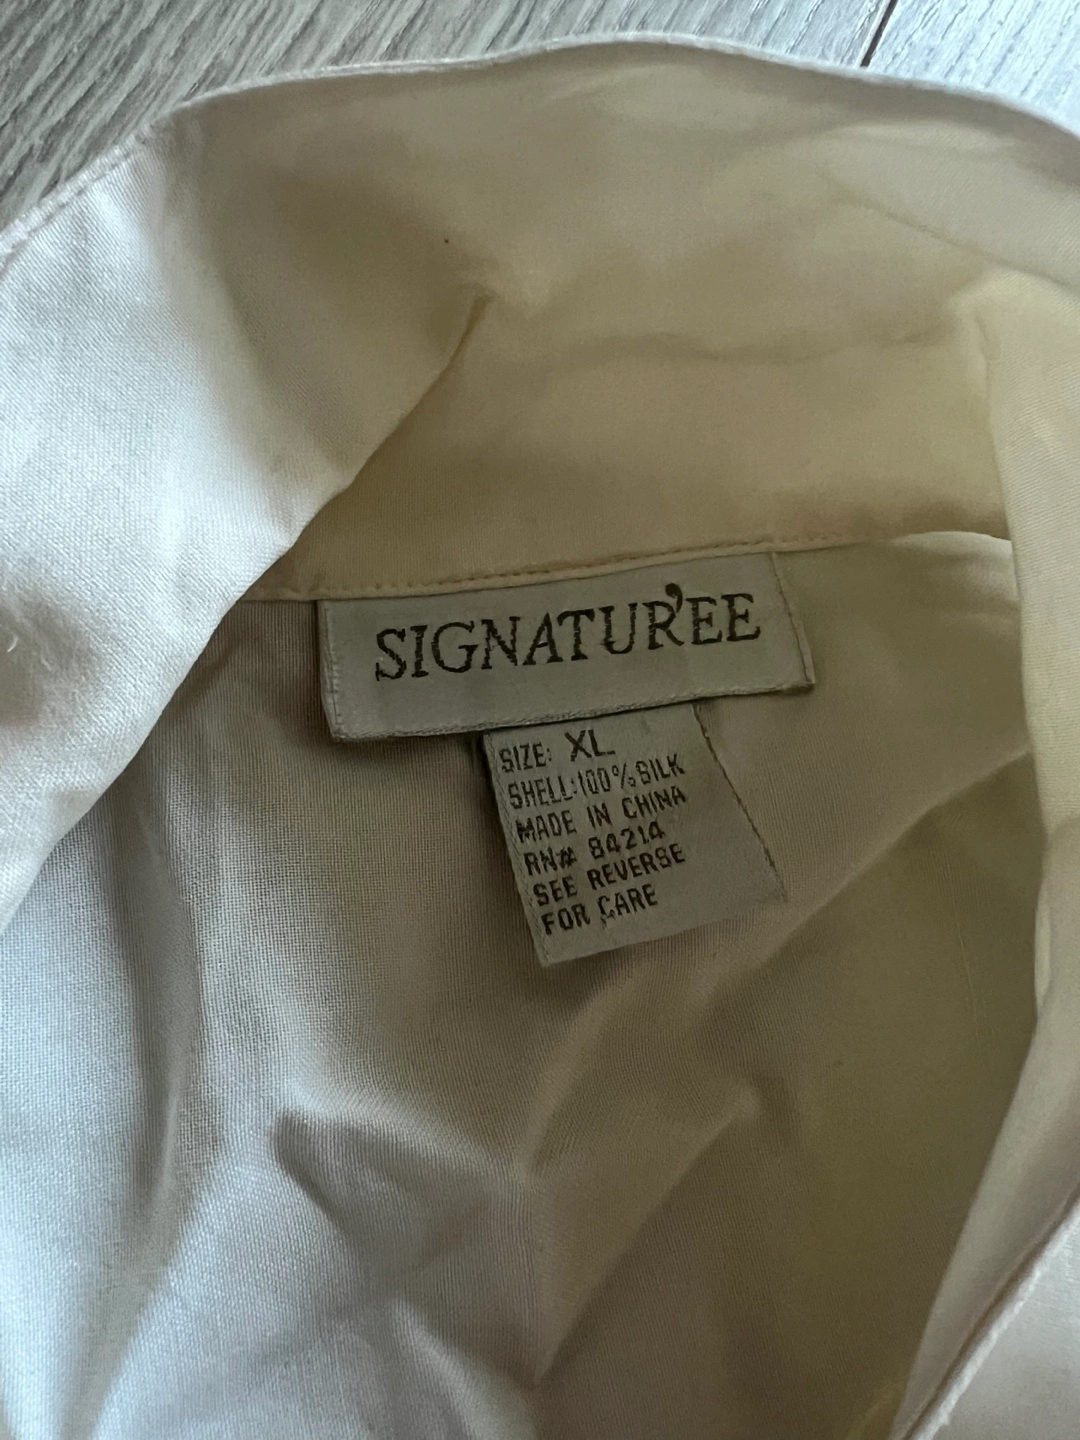 SIGNATUR'EE
SIZE: XL
SHELL:100%SILK
MADE IN CHINA
RN# 84214
SEE REVERSE
FOR CARE